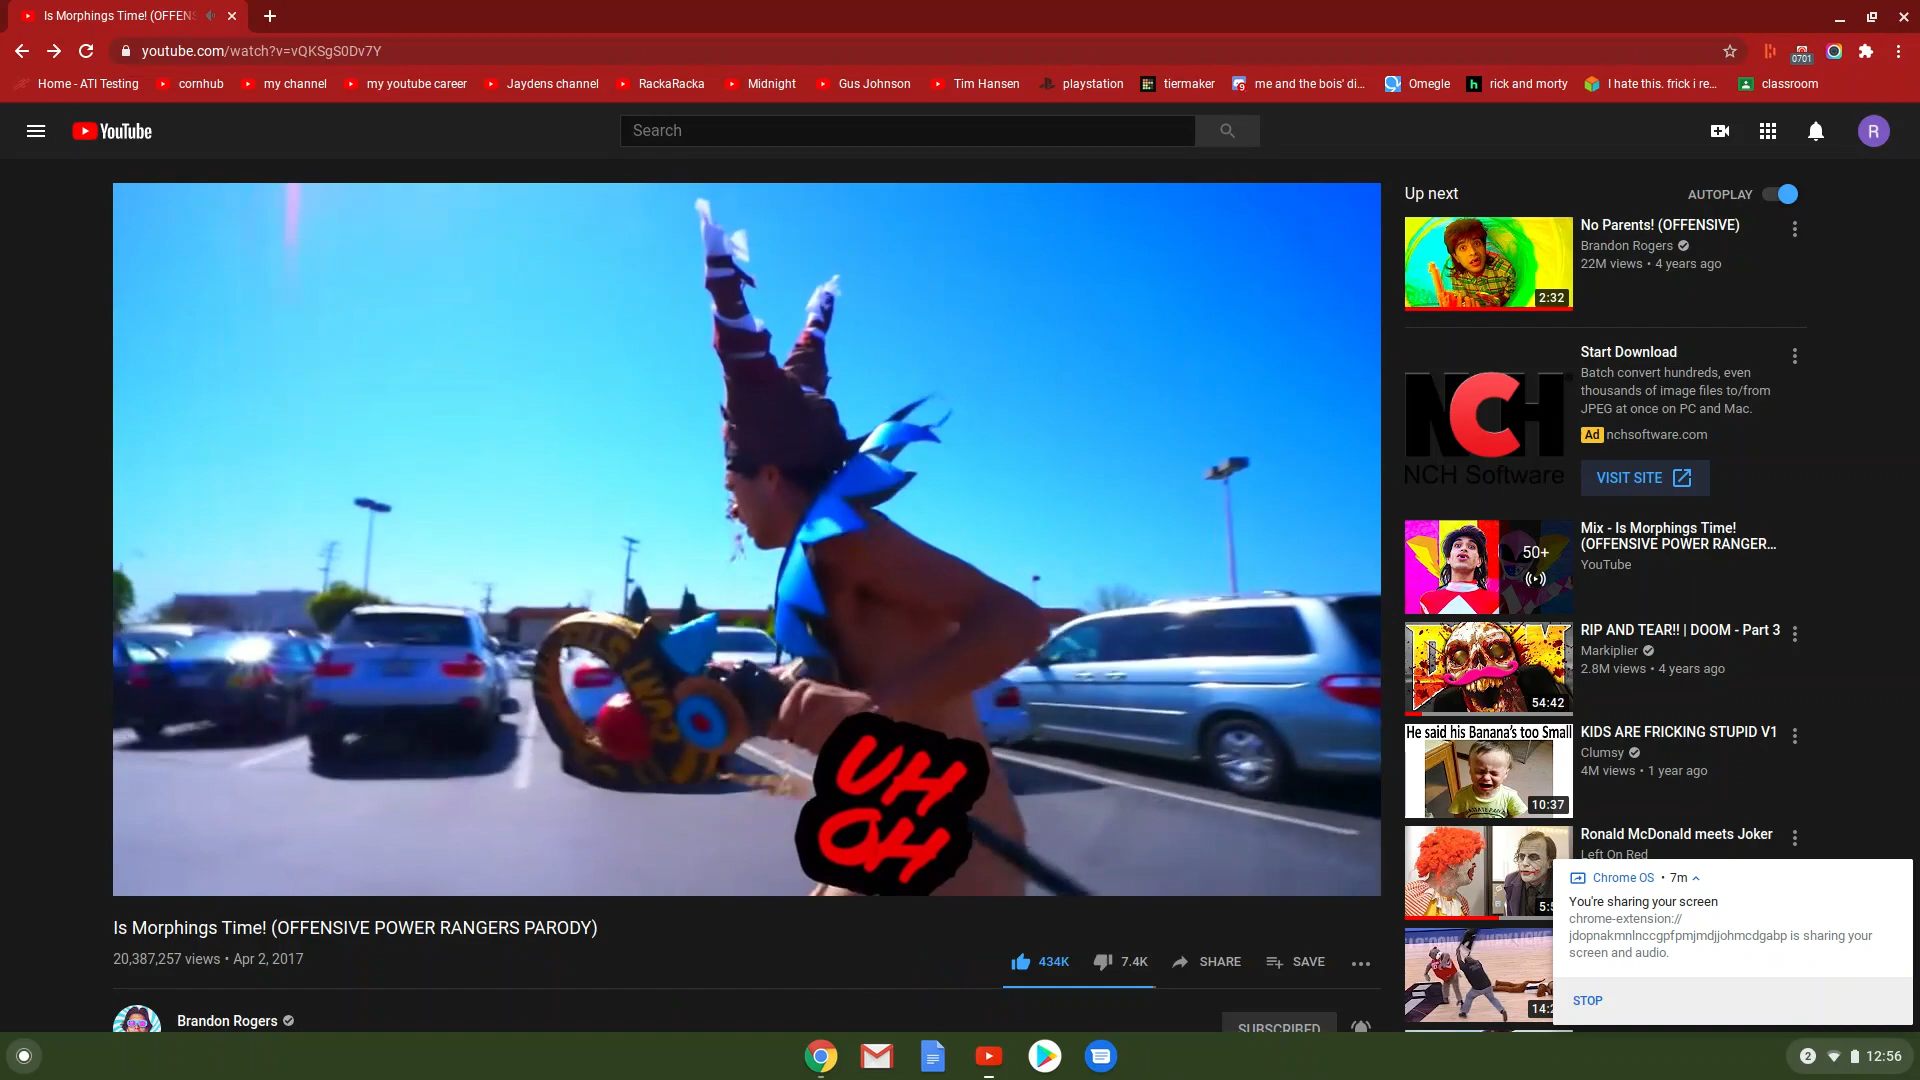 Is Morphings Time! (OFFENS
youtube.com/watch?v=vQKSgS0Dv7Y
0701
Home - ATI Testing
cornhub
my channel
my youtube career
Jaydens channel
RackaRacka
Midnight
Gus Johnson
Tim Hansen
playstation
tiermaker
me and the bois' di...
Omegle
rick and morty
I hate this. frick i re...
classroom
YouTube
Search
R
UH
OH
Is Morphings Time! (OFFENSIVE POWER RANGERS PARODY)
20,387,257 views • Apr 2, 2017
434K
7.4K
SHARE
SAVE
Brandon Rogers
SUBSCRIBED
Up next
AUTOPLAY
2:32
No Parents! (OFFENSIVE)
Brandon Rogers
22M views • 4 years ago
NCH
NCH Software
Start Download
Batch convert hundreds, even
thousands of image files to/from
JPEG at once on PC and Mac.
Ad nchsoftware.com
VISIT SITE
50+
Mix - Is Morphings Time!
(OFFENSIVE POWER RANGER...
YouTube
54:42
RIP AND TEAR!! | DOOM - Part 3
Markiplier
2.8M views • 4 years ago
He said his Banana's too Small
10:37
KIDS ARE FRICKING STUPID V1
Clumsy
4M views • 1 year ago
Ronald McDonald meets Joker
Left On Red
Chrome OS • 7m
You're sharing your screen
chrome-extension://
jdopnakmnlnccgpfpmjmdjjohmcdgabp is sharing your
screen and audio.
STOP
2
12:56